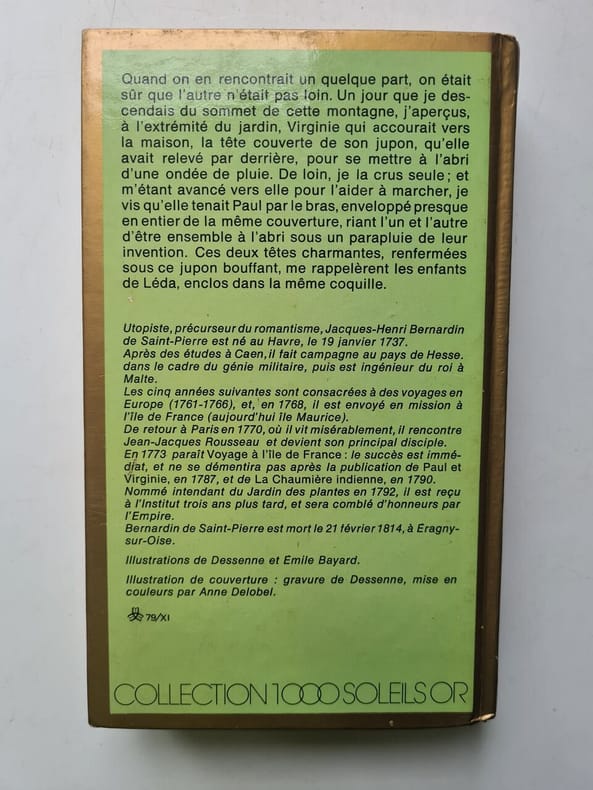 Quand on en rencontrait un quelque part, on était
sûr que l'autre n'était pas loin. Un jour que je des-
cendais du sommet de cette montagne, j'aperçus,
à l'extrémité du jardin, Virginie qui accourait vers
la maison, la tête couverte de son jupon, qu'elle
avait relevé par derrière, pour se mettre à l'abri
d'une ondée de pluie. De loin, je la crus seule ; et
m'étant avancé vers elle pour l'aider à marcher, je
vis qu'elle tenait Paul par le bras, enveloppé presque
en entier de la même couverture, riant l'un et l'autre
d'être ensemble à l'abri sous un parapluie de leur
invention. Ces deux têtes charmantes, renfermées
sous ce jupon bouffant, me rappelèrent les enfants
de Léda, enclos dans la même coquille.
Utopiste, précurseur du romantisme, Jacques-Henri Bernardin
de Saint-Pierre est né au Havre, le 19 janvier 1737.
Après des études à Caen, il fait campagne au pays de Hesse.
dans le cadre du génie militaire, puis est ingénieur du roi à
Malte.
Les cinq années suivantes sont consacrées à des voyages en
Europe (1761-1766), et, en 1768, il est envoyé en mission à
l'île de France (aujourd'hui île Maurice).
De retour à Paris en 1770, où il vit misérablement, il rencontre
Jean-Jacques Rousseau et devient son principal disciple.
En 1773 paraît Voyage à l'île de France : le succès est immé-
diat, et ne se démentira pas après la publication de Paul et
Virginie, en 1787, et de La Chaumière indienne, en 1790.
Nommé intendant du Jardin des plantes en 1792, il est reçu
à l'Institut trois ans plus tard, et sera comblé d'honneurs par
l'Empire.
Bernardin de Saint-Pierre est mort le 21 février 1814, à Eragny-
sur-Oise.
Illustrations de Dessenne et Emile Bayard.
Illustration de couverture : gravure de Dessenne, mise en
couleurs par Anne Delobel.
79/XI
COLLECTION 1000 SOLEILS OR